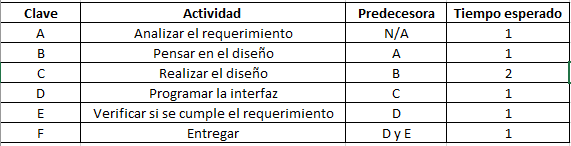 Clave Actividad Predecesora Tiempo esperado
A Analizar el requerimiento N/A 1
B Pensar en el diseño A 1
C Realizar el diseño B 2
D Programar la interfaz C 1
E Verificar si se cumple el requerimiento D 1
F Entregar D y E 1